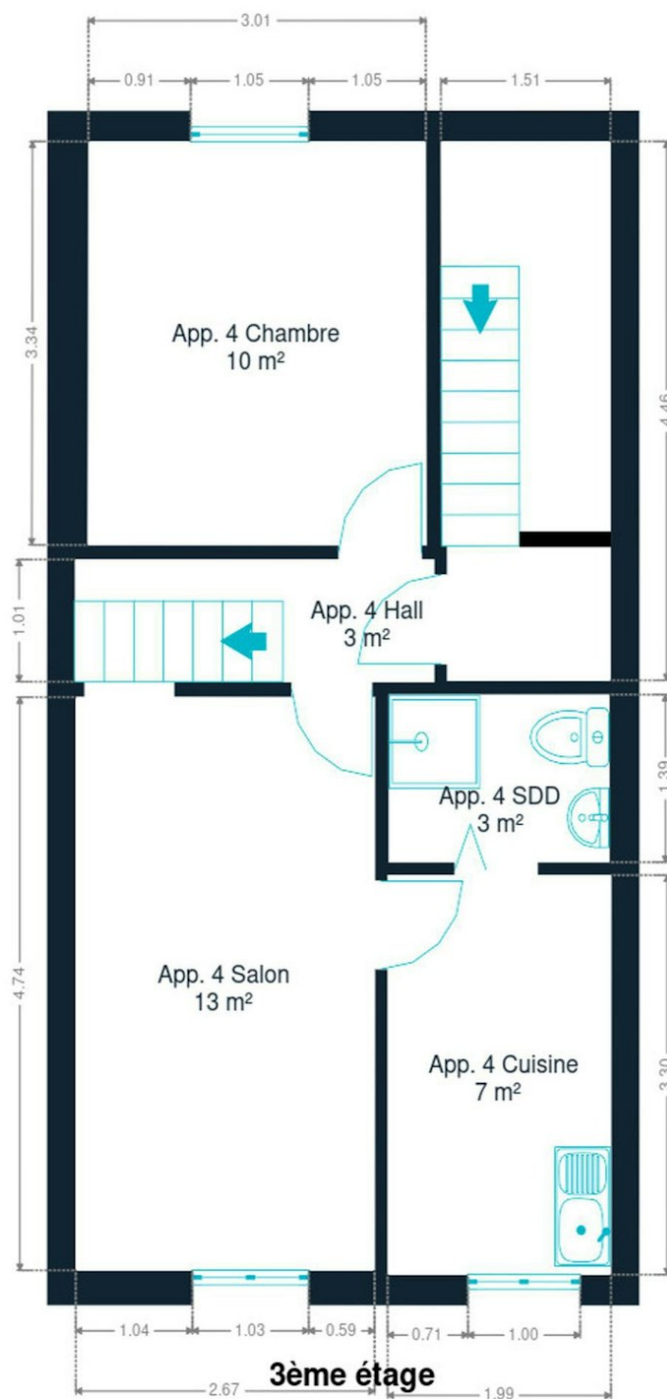 3.01
0.91 1.05 1.05 1.51
App. 4 Chambre
10 m²
3.34
4.46
App. 4 Hall
3 m²
1.01
App. 4 SDD
3 m²
1.39
App. 4 Salon
13 m²
4.74
App. 4 Cuisine
7 m²
3.30
1.04 1.03 0.59 0.71 1.00
2.67 1.99
3ème étage